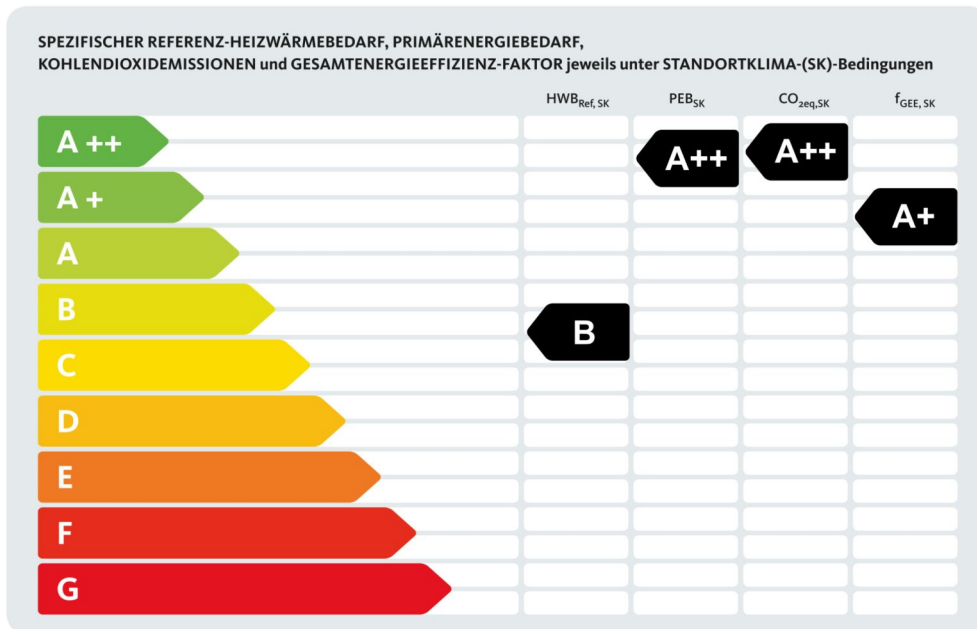 SPEZIFISCHER REFERENZ-HEIZWÄRMEBEDARF, PRIMÄRENERGIEBEDARF,
KOHLENDIOXIDEMISSIONEN und GESAMTENERGIEEFFIZIENZ-FAKTOR jeweils unter STANDORTKLIMA-(SK)-Bedingungen
HWBRef, SK PEBSK CO2eq,SK fGEE, SK
A ++ A++ A++
A + A+
A
B B
C
D
E
F
G